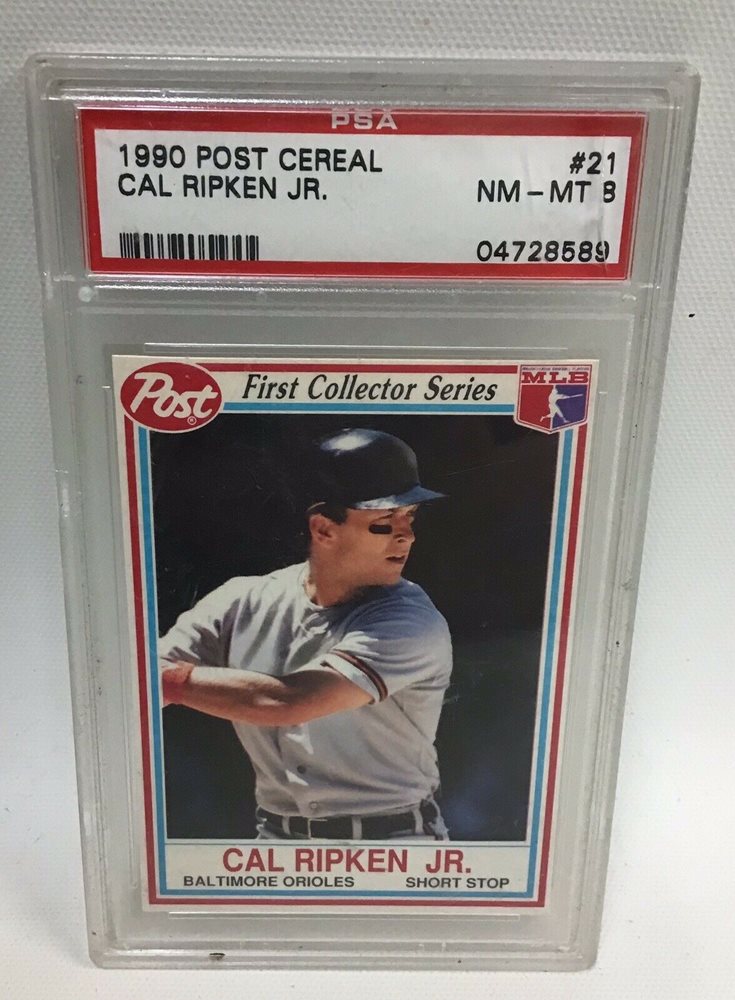 PSA
1990 POST CEREAL #21
CAL RIPKEN JR. NM-MT 8
04728589
Post® First Collector Series MLB
CAL RIPKEN JR.
BALTIMORE ORIOLES SHORT STOP